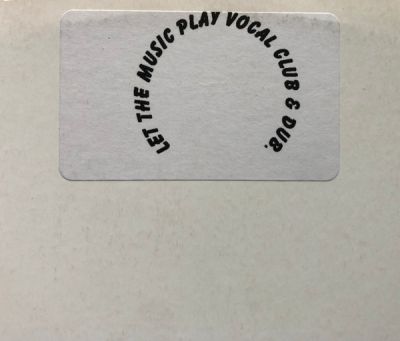 LET THE MUSIC PLAY VOCAL CLUB & DUB.